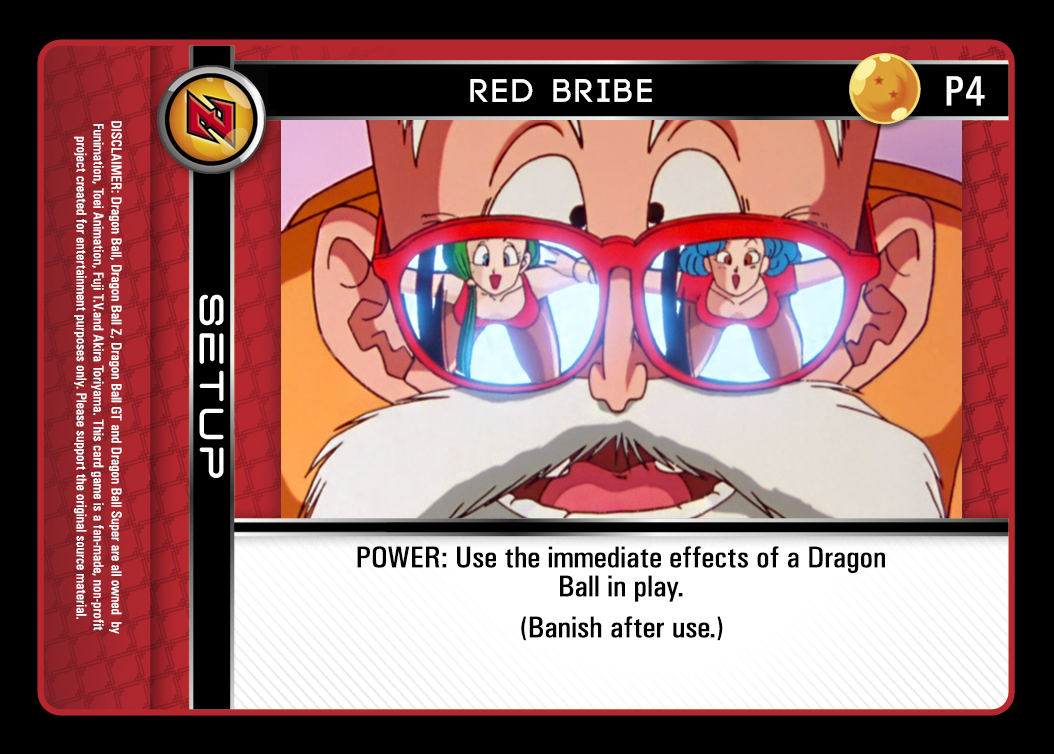 RED BRIBE
P4
SETUP
POWER: Use the immediate effects of a Dragon
Ball in play.
(Banish after use.)
DISCLAIMER: Dragon Ball, Dragon Ball Z, Dragon Ball GT and Dragon Ball Super are all owned by
Funimation, Toei Animation, Fuji T.V.and Akira Toriyama. This card game is a fan-made, non-profit
project created for entertainment purposes only. Please support the original source material.